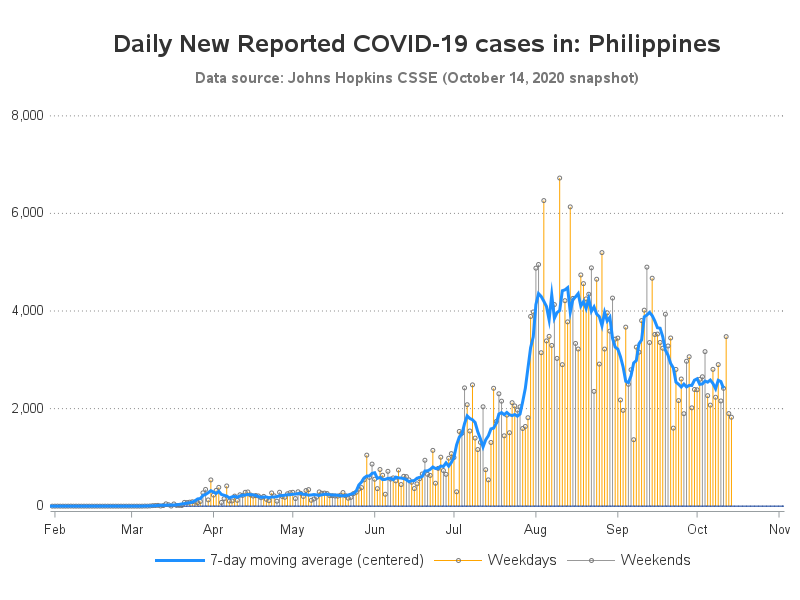 Daily New Reported COVID-19 cases in: Philippines
Data source: Johns Hopkins CSSE (October 14, 2020 snapshot)
8,000
6,000
4,000
2,000
0
Feb Mar Apr May Jun Jul Aug Sep Oct Nov
7-day moving average (centered) Weekdays Weekends